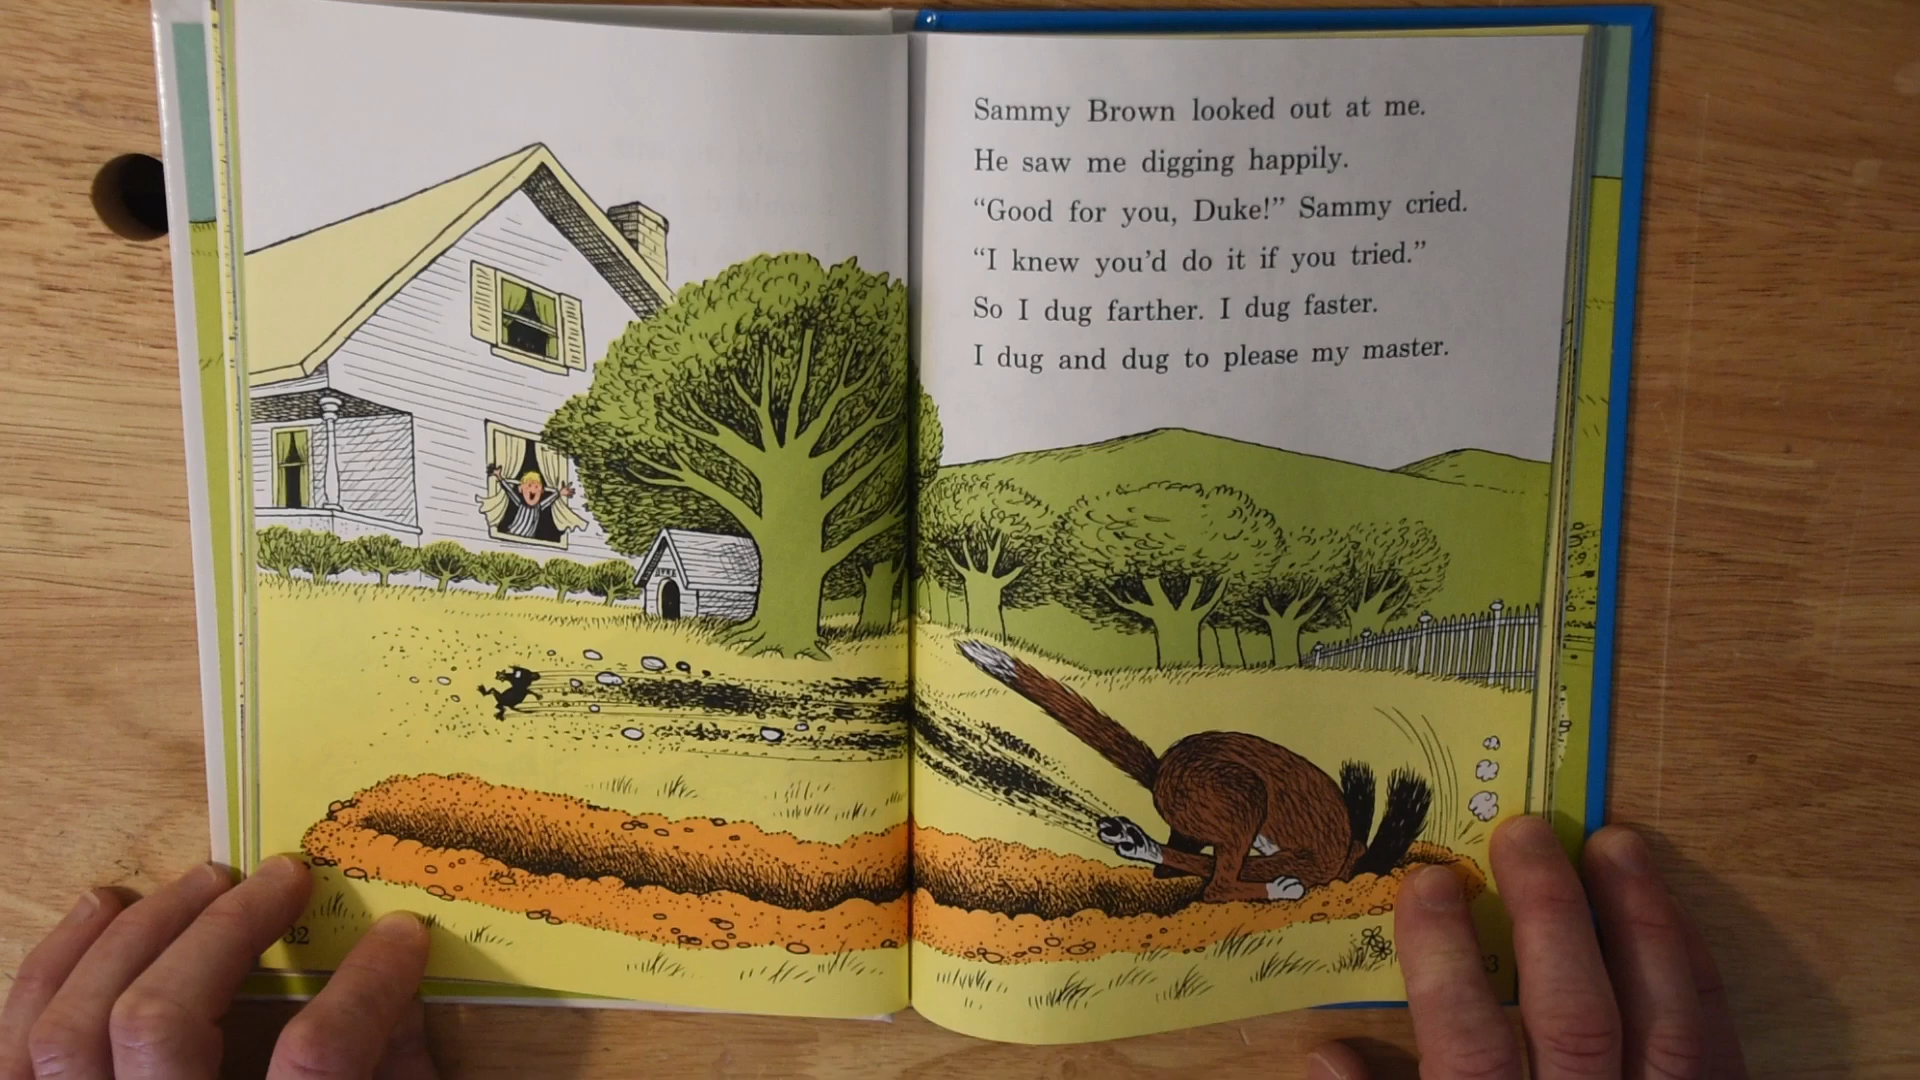 Sammy Brown looked out at me.
He saw me digging happily.
“Good for you, Duke!” Sammy cried.
“I knew you’d do it if you tried.”
So I dug farther. I dug faster.
I dug and dug to please my master.
DUKE
32